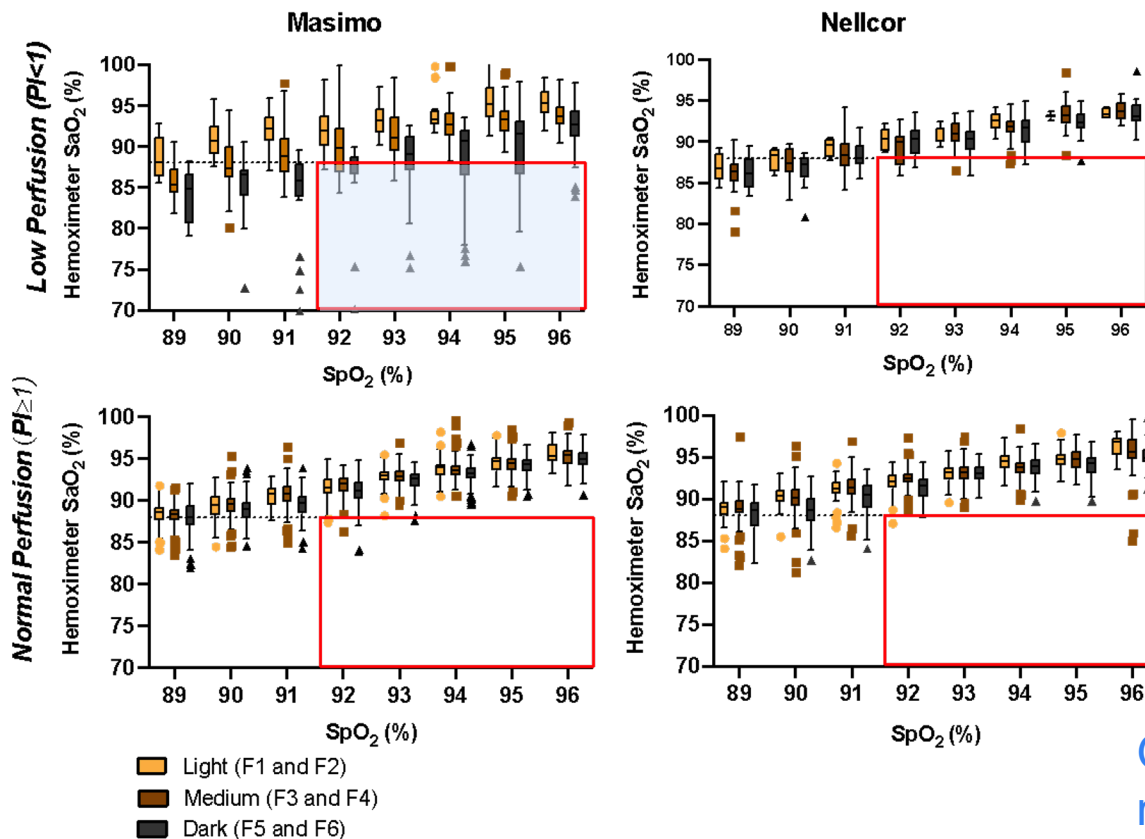 Masimo
Nellcor
Low Perfusion (PI<1)
Hemoximeter SaO2 (%)
100
95
90
85
80
75
70
89 90 91 92 93 94 95 96
SpO2 (%)
Hemoximeter SaO2 (%)
100
95
90
85
80
75
70
89 90 91 92 93 94 95 96
SpO2 (%)
Normal Perfusion (PI≥1)
Hemoximeter SaO2 (%)
100
95
90
85
80
75
70
89 90 91 92 93 94 95 96
SpO2 (%)
Hemoximeter SaO2 (%)
100
95
90
85
80
75
70
89 90 91 92 93 94 95 96
SpO2 (%)
Light (F1 and F2)
Medium (F3 and F4)
Dark (F5 and F6)